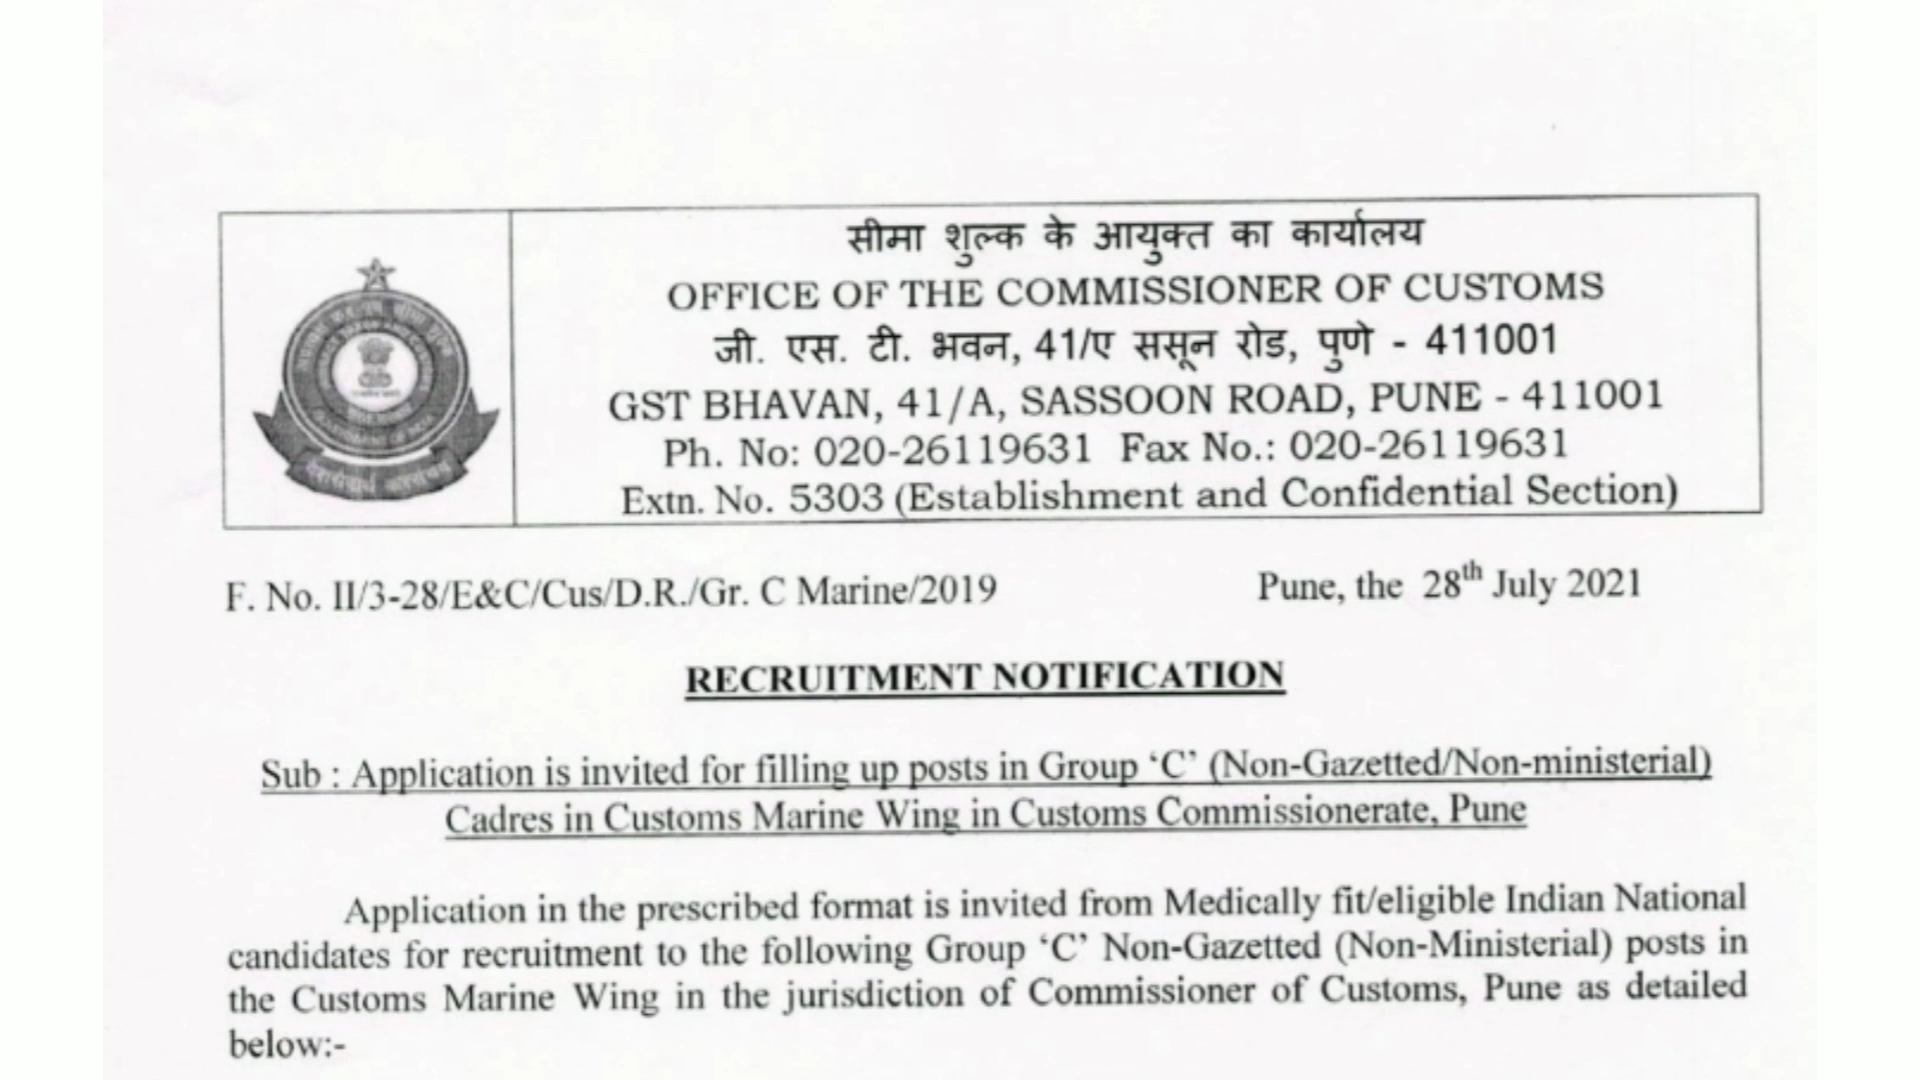 सीमा शुल्क के आयुक्त का कार्यालय
OFFICE OF THE COMMISSIONER OF CUSTOMS
जी. एस. टी. भवन, 41/ए ससून रोड, पुणे - 411001
GST BHAVAN, 41/A, SASSOON ROAD, PUNE - 411001
Ph. No: 020-26119631 Fax No.: 020-26119631
Extn. No. 5303 (Establishment and Confidential Section)
F. No. II/3-28/E&C/Cus/D.R./Gr. C Marine/2019 Pune, the 28th July 2021
RECRUITMENT NOTIFICATION
Sub : Application is invited for filling up posts in Group ‘C’ (Non-Gazetted/Non-ministerial)
Cadres in Customs Marine Wing in Customs Commissionerate, Pune
Application in the prescribed format is invited from Medically fit/eligible Indian National
candidates for recruitment to the following Group ‘C’ Non-Gazetted (Non-Ministerial) posts in
the Customs Marine Wing in the jurisdiction of Commissioner of Customs, Pune as detailed
below:-